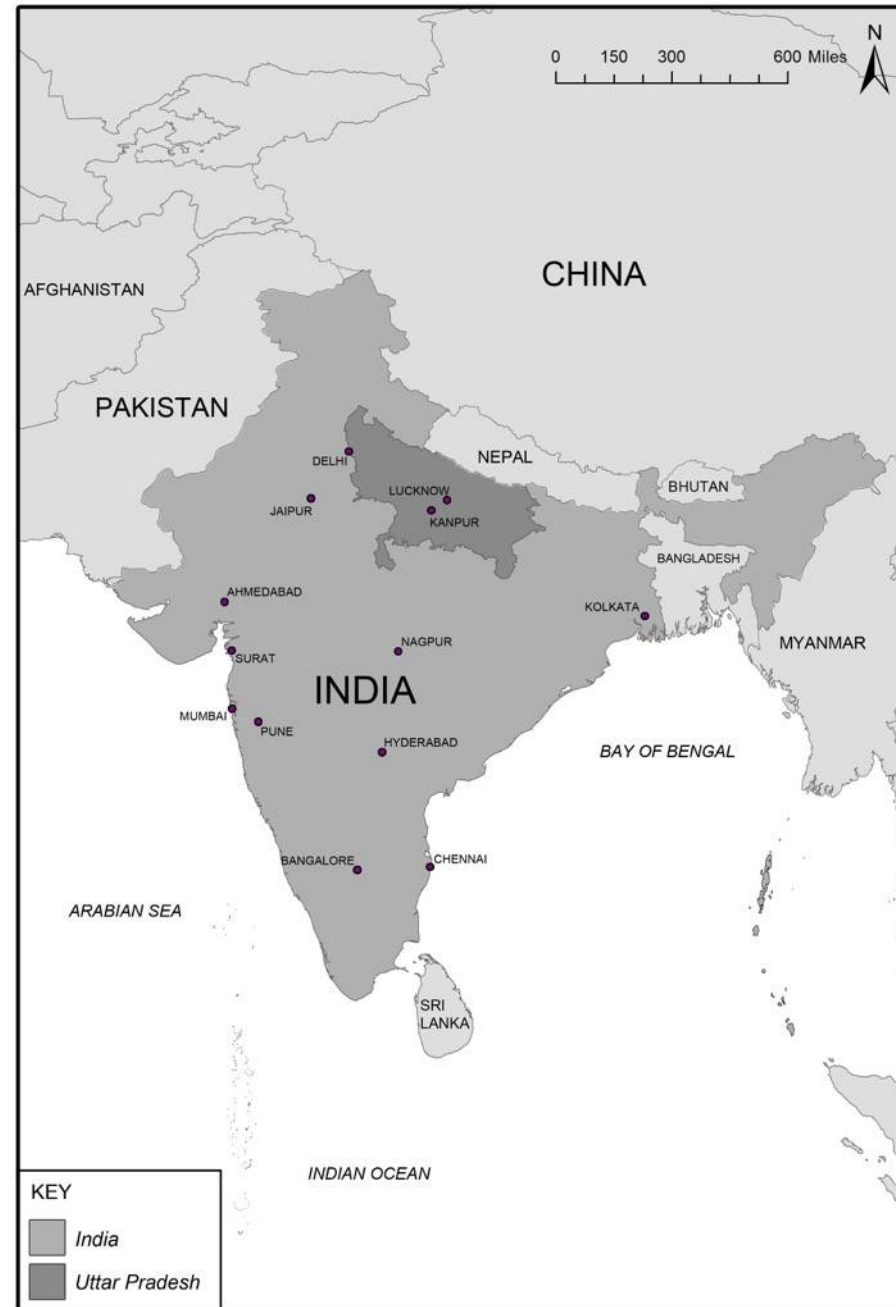 N
0 150 300 600 Miles
CHINA
AFGHANISTAN
PAKISTAN
DELHI
NEPAL
LUCKNOW
BHUTAN
JAIPUR
KANPUR
BANGLADESH
AHMEDABAD
KOLKATA
NAGPUR
MYANMAR
SURAT
INDIA
MUMBAI
PUNE
HYDERABAD
BAY OF BENGAL
BANGALORE
CHENNAI
ARABIAN SEA
SRI
LANKA
INDIAN OCEAN
KEY
India
Uttar Pradesh